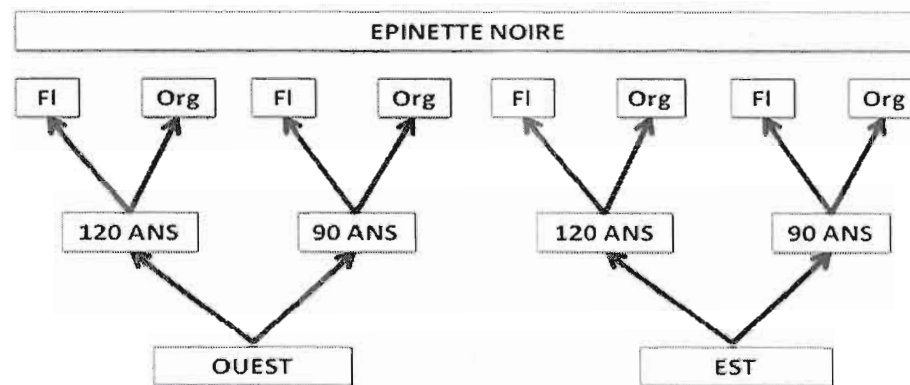 EPINETTE NOIRE
Fl Org Fl Org Fl Org Fl Org
120 ANS 90 ANS 120 ANS 90 ANS
OUEST EST